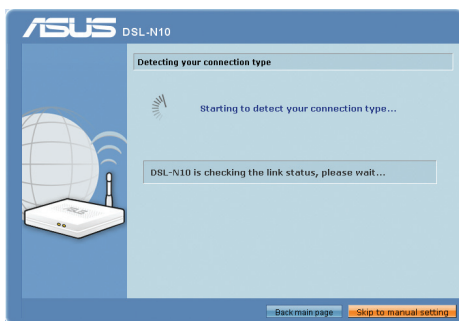 ASUS DSL-N10
Detecting your connection type
Starting to detect your connection type...
DSL-N10 is checking the link status, please wait...
ASUS
Back main page Skip to manual setting